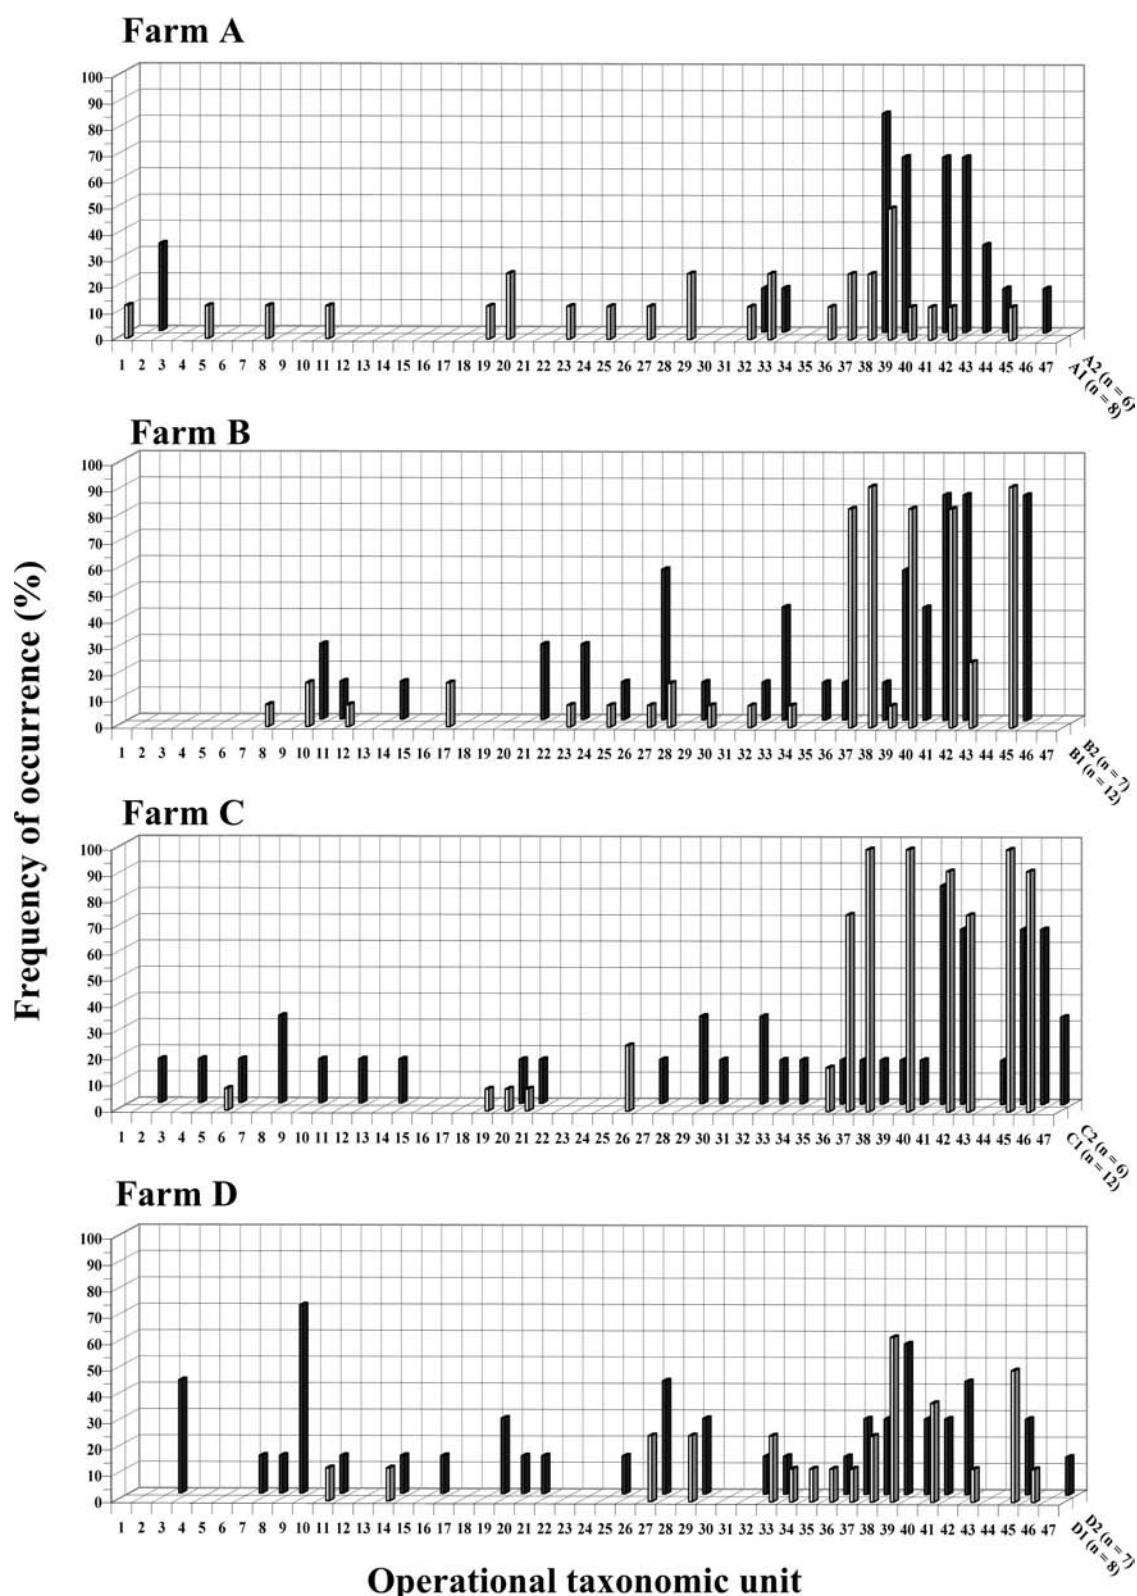 Farm A
100
90
80
70
60
50
40
30
20
10
0
1 2 3 4 5 6 7 8 9 10 11 12 13 14 15 16 17 18 19 20 21 22 23 24 25 26 27 28 29 30 31 32 33 34 35 36 37 38 39 40 41 42 43 44 45 46 47
A2 (n = 6)
A1 (n = 8)
Farm B
100
90
80
70
60
50
40
30
20
10
0
1 2 3 4 5 6 7 8 9 10 11 12 13 14 15 16 17 18 19 20 21 22 23 24 25 26 27 28 29 30 31 32 33 34 35 36 37 38 39 40 41 42 43 44 45 46 47
B2 (n = 7)
B1 (n = 12)
Farm C
100
90
80
70
60
50
40
30
20
10
0
1 2 3 4 5 6 7 8 9 10 11 12 13 14 15 16 17 18 19 20 21 22 23 24 25 26 27 28 29 30 31 32 33 34 35 36 37 38 39 40 41 42 43 44 45 46 47
C2 (n = 6)
C1 (n = 12)
Farm D
100
90
80
70
60
50
40
30
20
10
0
1 2 3 4 5 6 7 8 9 10 11 12 13 14 15 16 17 18 19 20 21 22 23 24 25 26 27 28 29 30 31 32 33 34 35 36 37 38 39 40 41 42 43 44 45 46 47
D2 (n = 7)
D1 (n = 8)
Frequency of occurrence (%)
Operational taxonomic unit